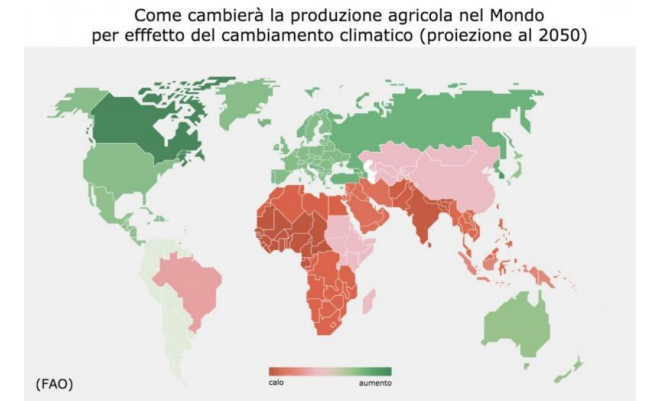 Come cambierà la produzione agricola nel Mondo
per efffetto del cambiamento climatico (proiezione al 2050)
(FAO)
calo aumento